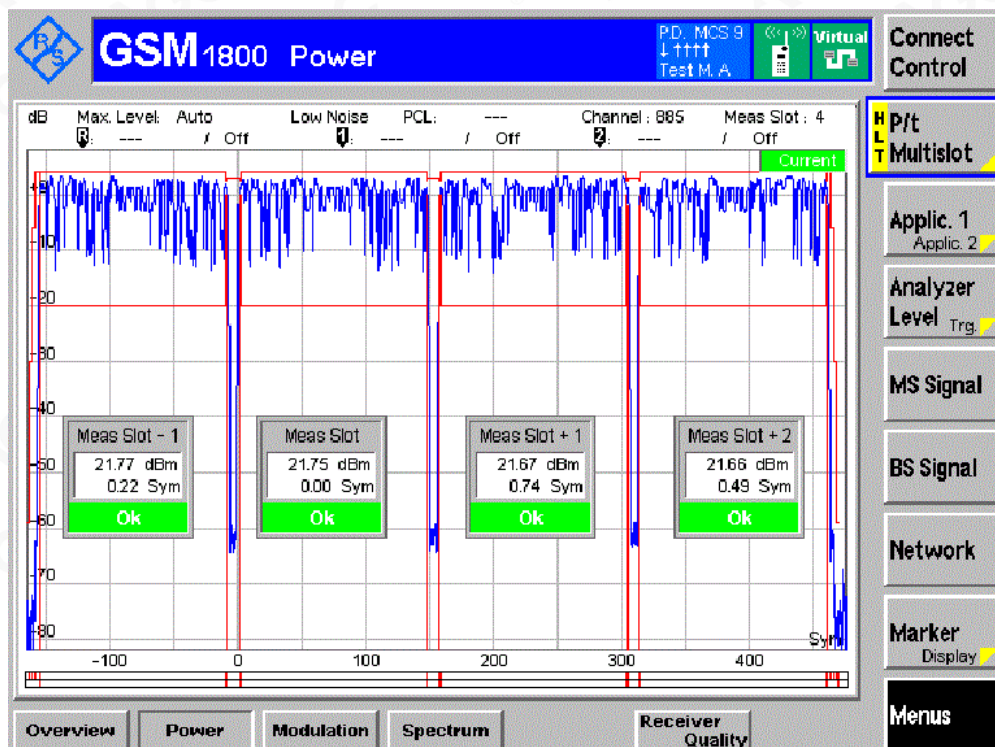 R/S
GSM 1800 Power
P.D. MCS 9
↓ ↑↑↑↑
Test M. A
Virtual
Connect Control
dB Max. Level: Auto Low Noise PCL: --- Channel : 885 Meas Slot : 4
R: --- / Off 1: --- / Off 2: --- / Off
Current
-10
-20
-30
-40
-50
-60
-70
-80
Meas Slot - 1
21.77 dBm
0.22 Sym
Ok
Meas Slot
21.75 dBm
0.00 Sym
Ok
Meas Slot + 1
21.67 dBm
0.74 Sym
Ok
Meas Slot + 2
21.66 dBm
0.49 Sym
Ok
Sym
-100 0 100 200 300 400
HLT
P/t Multislot
Applic. 1
Applic. 2
Analyzer
Level Trg.
MS Signal
BS Signal
Network
Marker
Display
Menus
Overview Power Modulation Spectrum Receiver Quality